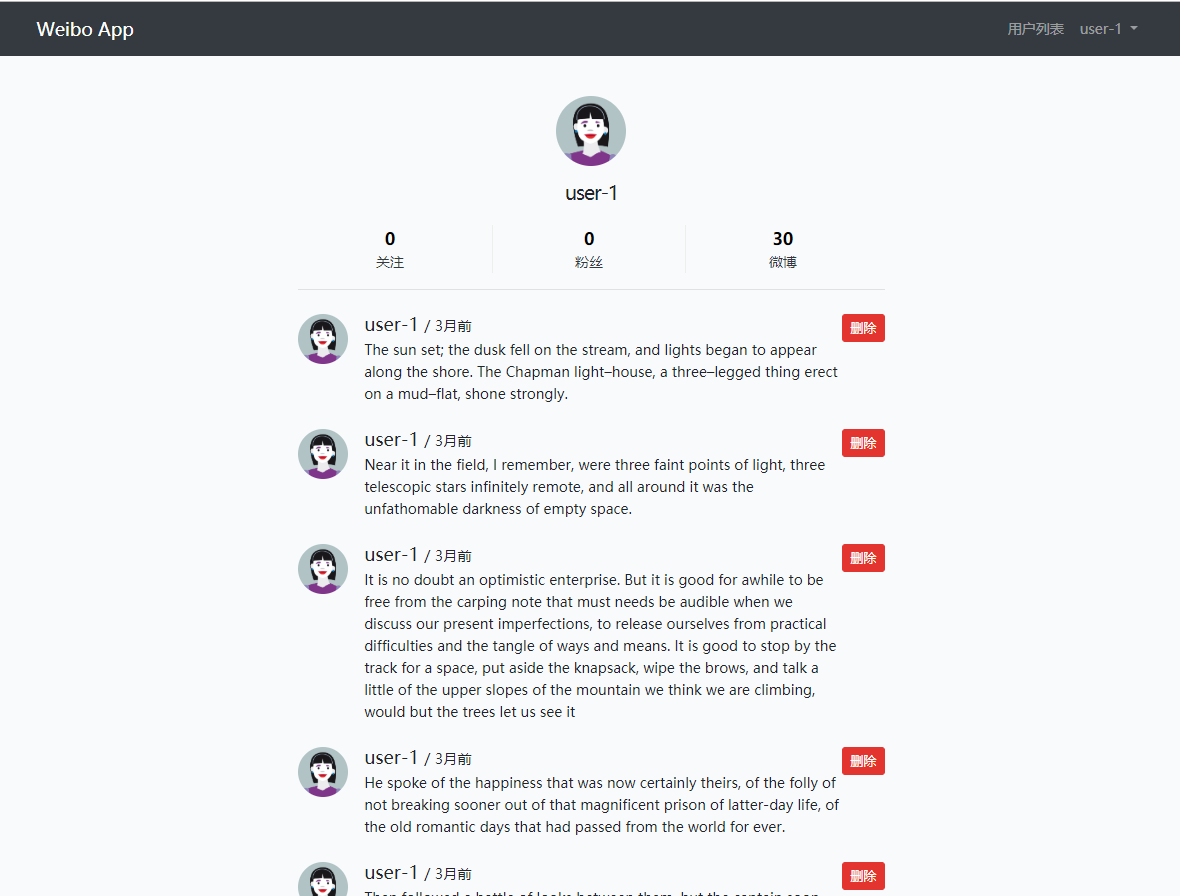 Weibo App
用户列表 user-1
user-1
0 0 30
关注 粉丝 微博
user-1 / 3月前 删除
The sun set; the dusk fell on the stream, and lights began to appear
along the shore. The Chapman light–house, a three–legged thing erect
on a mud–flat, shone strongly.
user-1 / 3月前 删除
Near it in the field, I remember, were three faint points of light, three
telescopic stars infinitely remote, and all around it was the
unfathomable darkness of empty space.
user-1 / 3月前 删除
It is no doubt an optimistic enterprise. But it is good for awhile to be
free from the carping note that must needs be audible when we
discuss our present imperfections, to release ourselves from practical
difficulties and the tangle of ways and means. It is good to stop by the
track for a space, put aside the knapsack, wipe the brows, and talk a
little of the upper slopes of the mountain we think we are climbing,
would but the trees let us see it
user-1 / 3月前 删除
He spoke of the happiness that was now certainly theirs, of the folly of
not breaking sooner out of that magnificent prison of latter-day life, of
the old romantic days that had passed from the world for ever.
user-1 / 3月前 删除